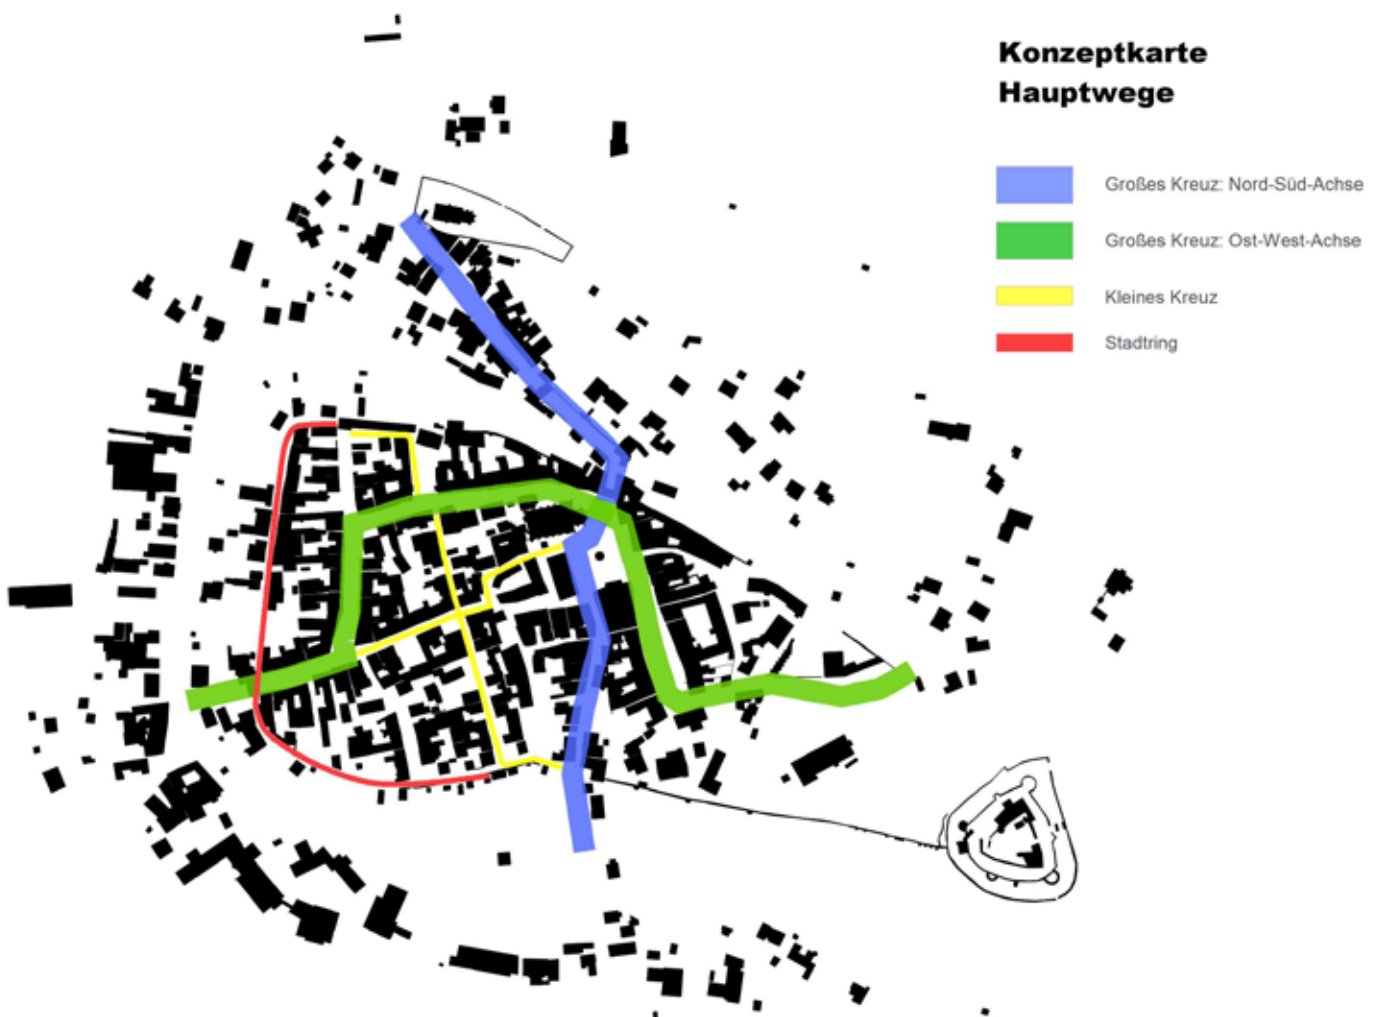 Konzeptkarte
Hauptwege
Großes Kreuz: Nord-Süd-Achse
Großes Kreuz: Ost-West-Achse
Kleines Kreuz
Stadtring